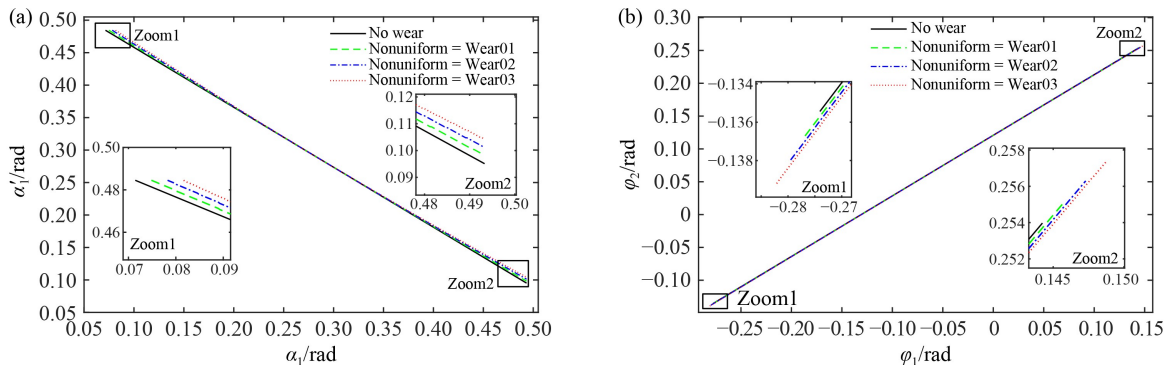 (a)
0.50
0.45
0.40
0.35
0.30
0.25
0.20
0.15
0.10
0.05
0.05 0.10 0.15 0.20 0.25 0.30 0.35 0.40 0.45 0.50
α₁′/rad
α₁/rad
Zoom1
No wear
Nonuniform = Wear01
Nonuniform = Wear02
Nonuniform = Wear03
0.12
0.11
0.10
0.09
0.48 0.49 0.50
Zoom2
0.50
0.48
0.46
Zoom1
0.07 0.08 0.09
Zoom2
(b)
0.30
0.25
0.20
0.15
0.10
0.05
0
−0.05
−0.10
−0.25 −0.20 −0.15 −0.10 −0.05 0 0.05 0.10 0.15
φ₂/rad
φ₁/rad
No wear
Nonuniform = Wear01
Nonuniform = Wear02
Nonuniform = Wear03
Zoom2
−0.134
−0.136
−0.138
Zoom1
−0.28 −0.27
0.258
0.256
0.254
0.252
Zoom2
0.145 0.150
Zoom1